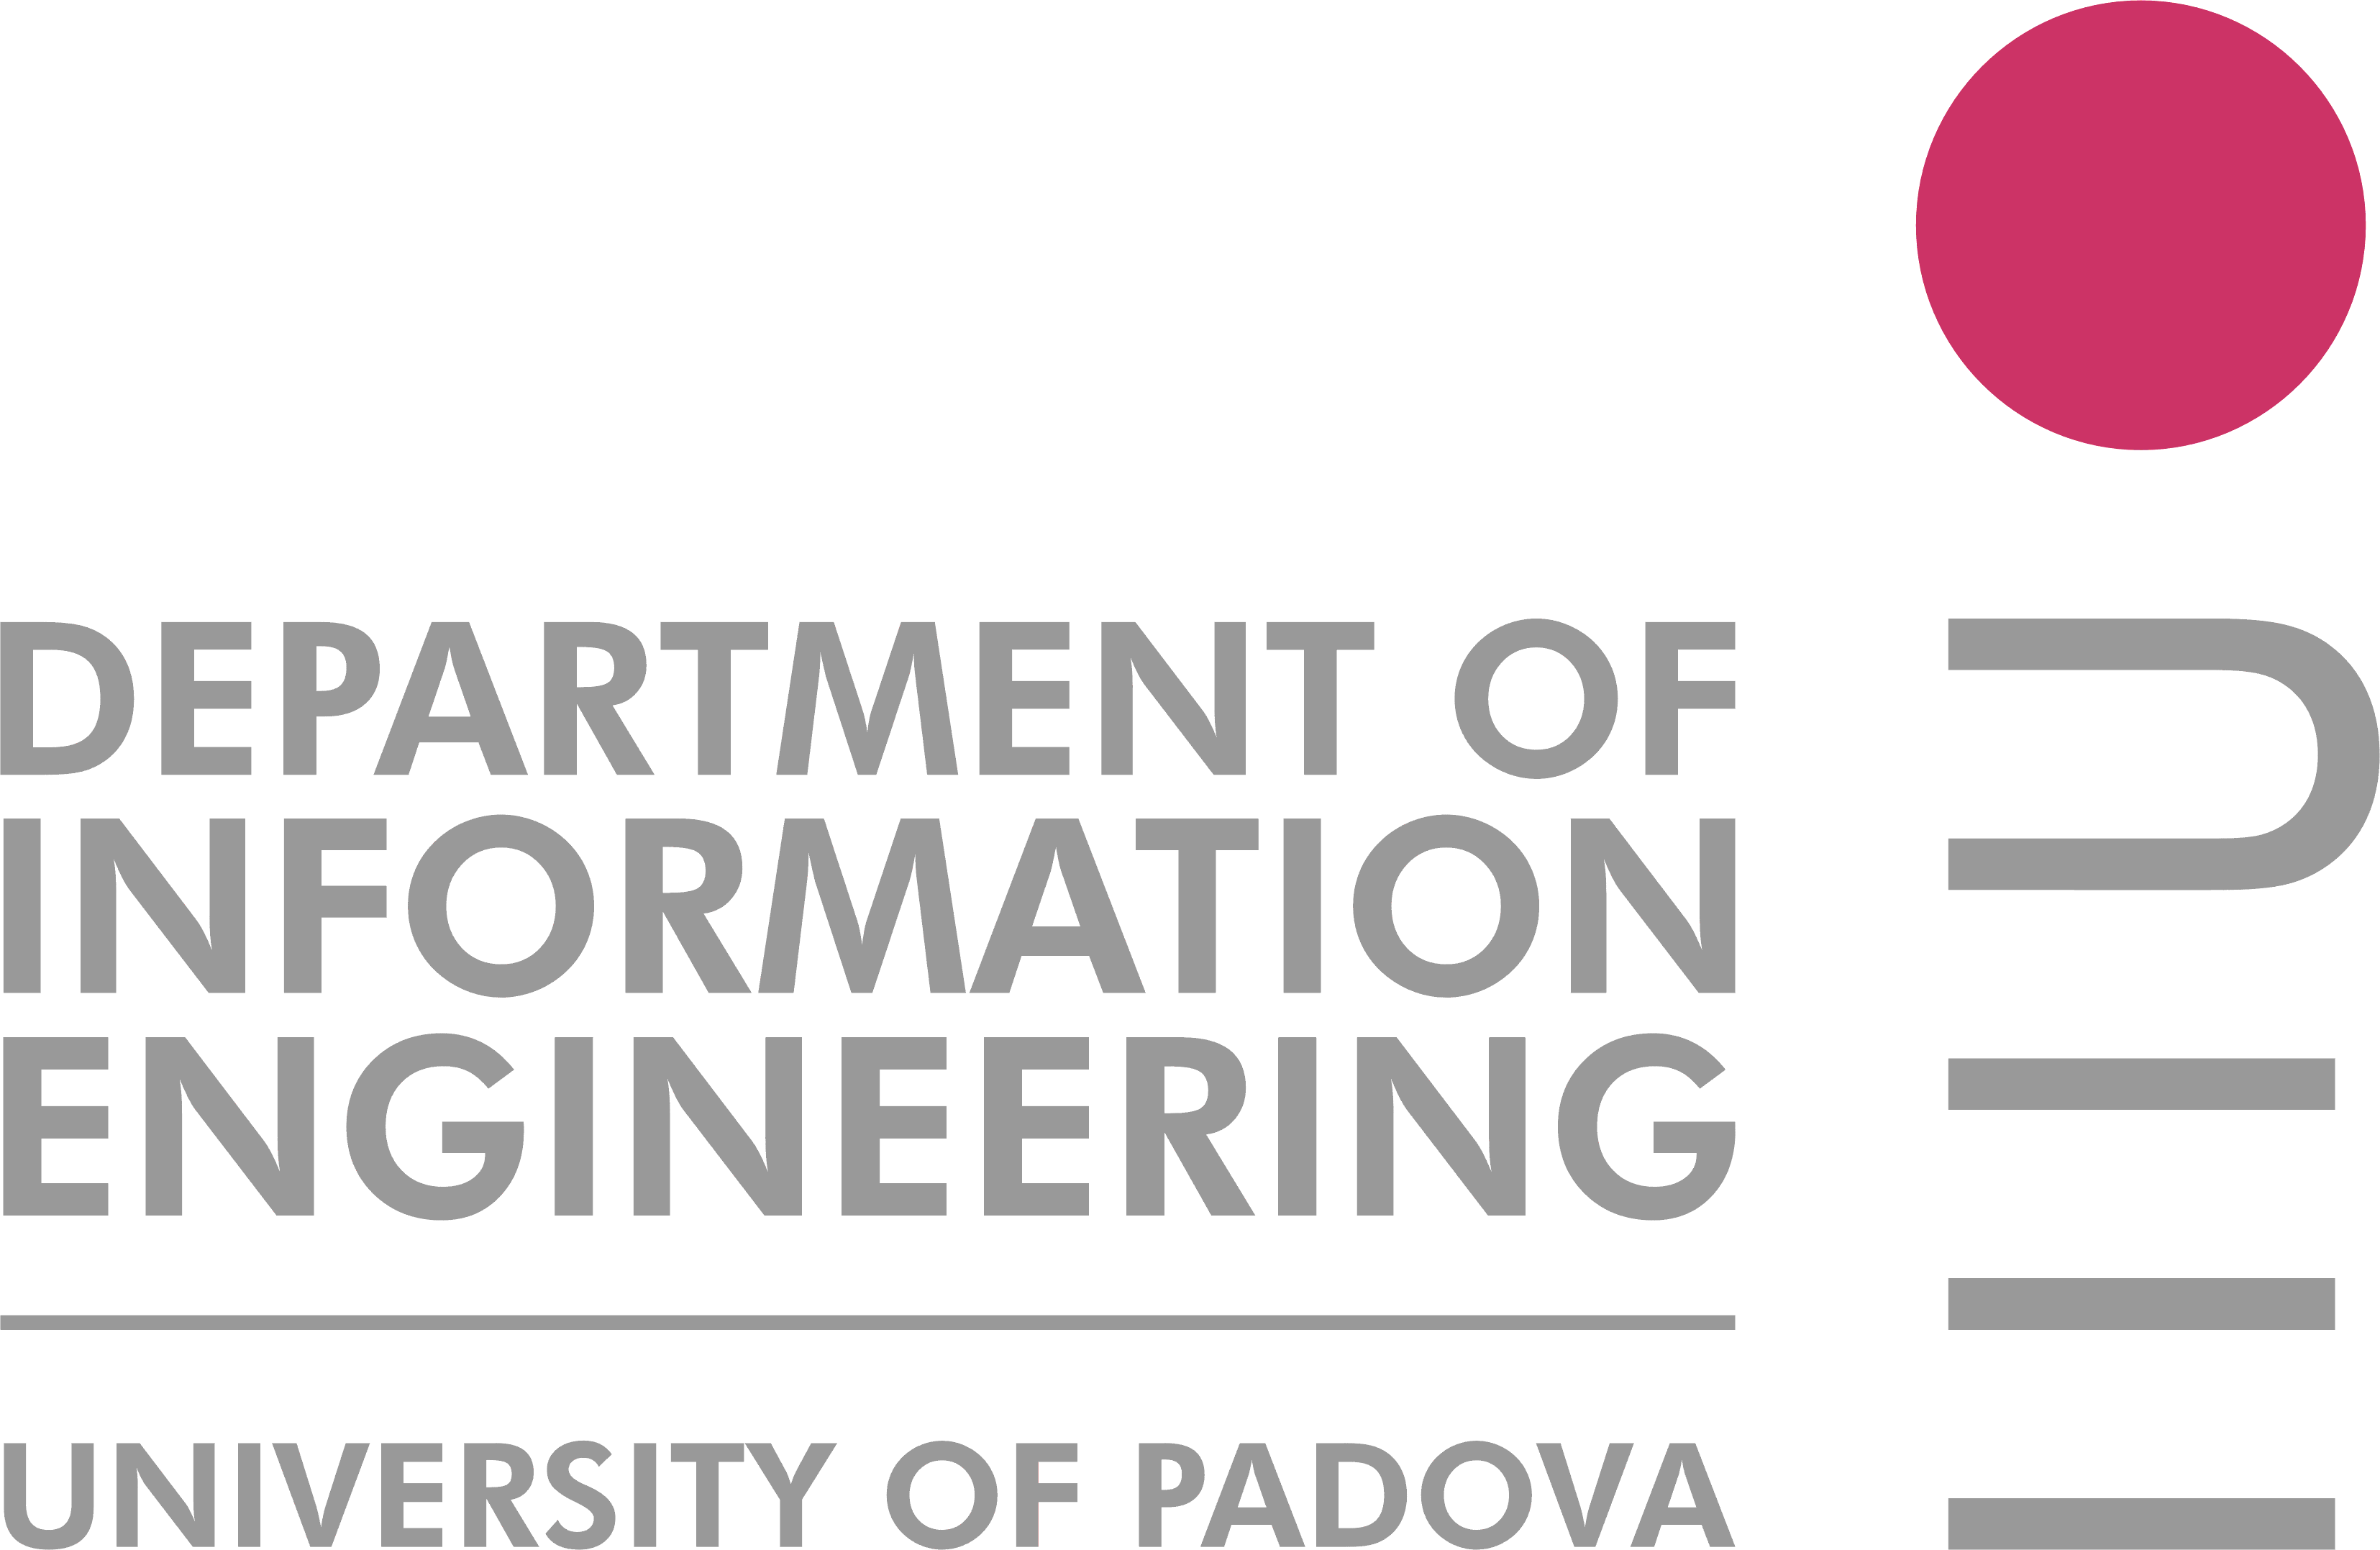 DEPARTMENT OF
INFORMATION
ENGINEERING
UNIVERSITY OF PADOVA